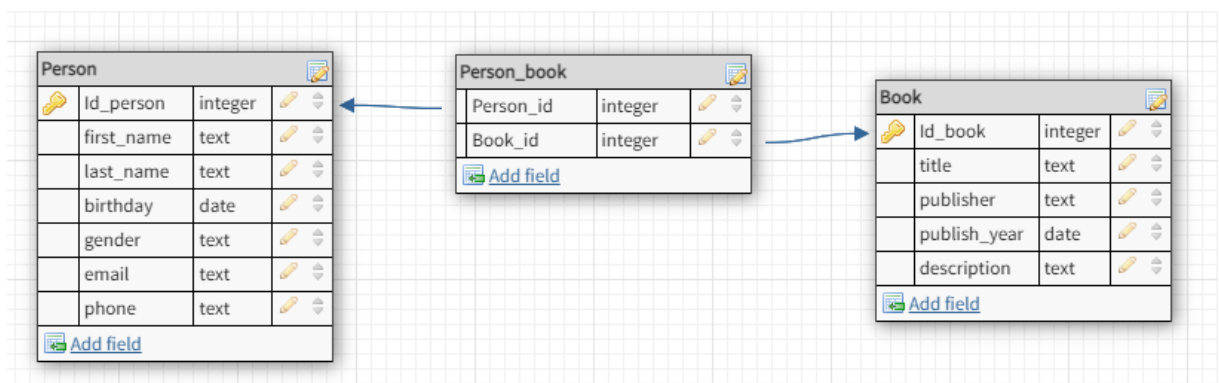 Person
Id_person integer
first_name text
last_name text
birthday date
gender text
email text
phone text
Add field
Person_book
Person_id integer
Book_id integer
Add field
Book
Id_book integer
title text
publisher text
publish_year date
description text
Add field